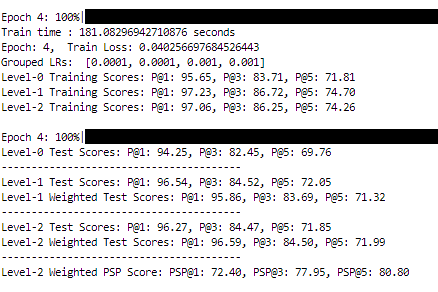 Epoch 4: 100%|
Train time : 181.08296942710876 seconds
Epoch: 4,  Train Loss: 0.040256697684526443
Grouped LRs:  [0.0001, 0.0001, 0.001, 0.001]
Level-0 Training Scores: P@1: 95.65, P@3: 83.71, P@5: 71.81
Level-1 Training Scores: P@1: 97.23, P@3: 86.72, P@5: 74.70
Level-2 Training Scores: P@1: 97.06, P@3: 86.25, P@5: 74.26
Epoch 4: 100%|
Level-0 Test Scores: P@1: 94.25, P@3: 82.45, P@5: 69.76
----------------------------------------
Level-1 Test Scores: P@1: 96.54, P@3: 84.52, P@5: 72.05
Level-1 Weighted Test Scores: P@1: 95.86, P@3: 83.69, P@5: 71.32
----------------------------------------
Level-2 Test Scores: P@1: 96.27, P@3: 84.47, P@5: 71.85
Level-2 Weighted Test Scores: P@1: 96.59, P@3: 84.50, P@5: 71.99
----------------------------------------
Level-2 Weighted PSP Score: PSP@1: 72.40, PSP@3: 77.95, PSP@5: 80.80